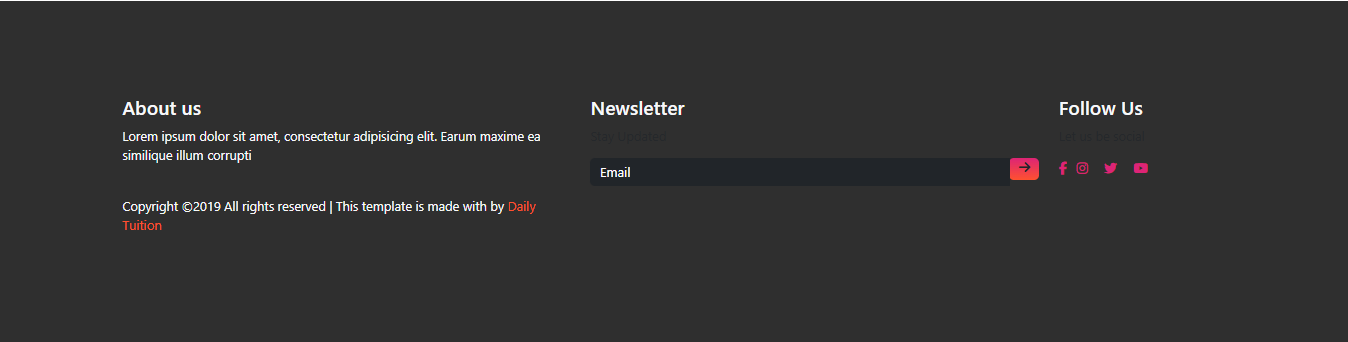 About us
Lorem ipsum dolor sit amet, consectetur adipisicing elit. Earum maxime ea
similique illum corrupti
Copyright ©2019 All rights reserved | This template is made with by Daily
Tuition
Newsletter
Stay Updated
Email
Follow Us
Let us be social